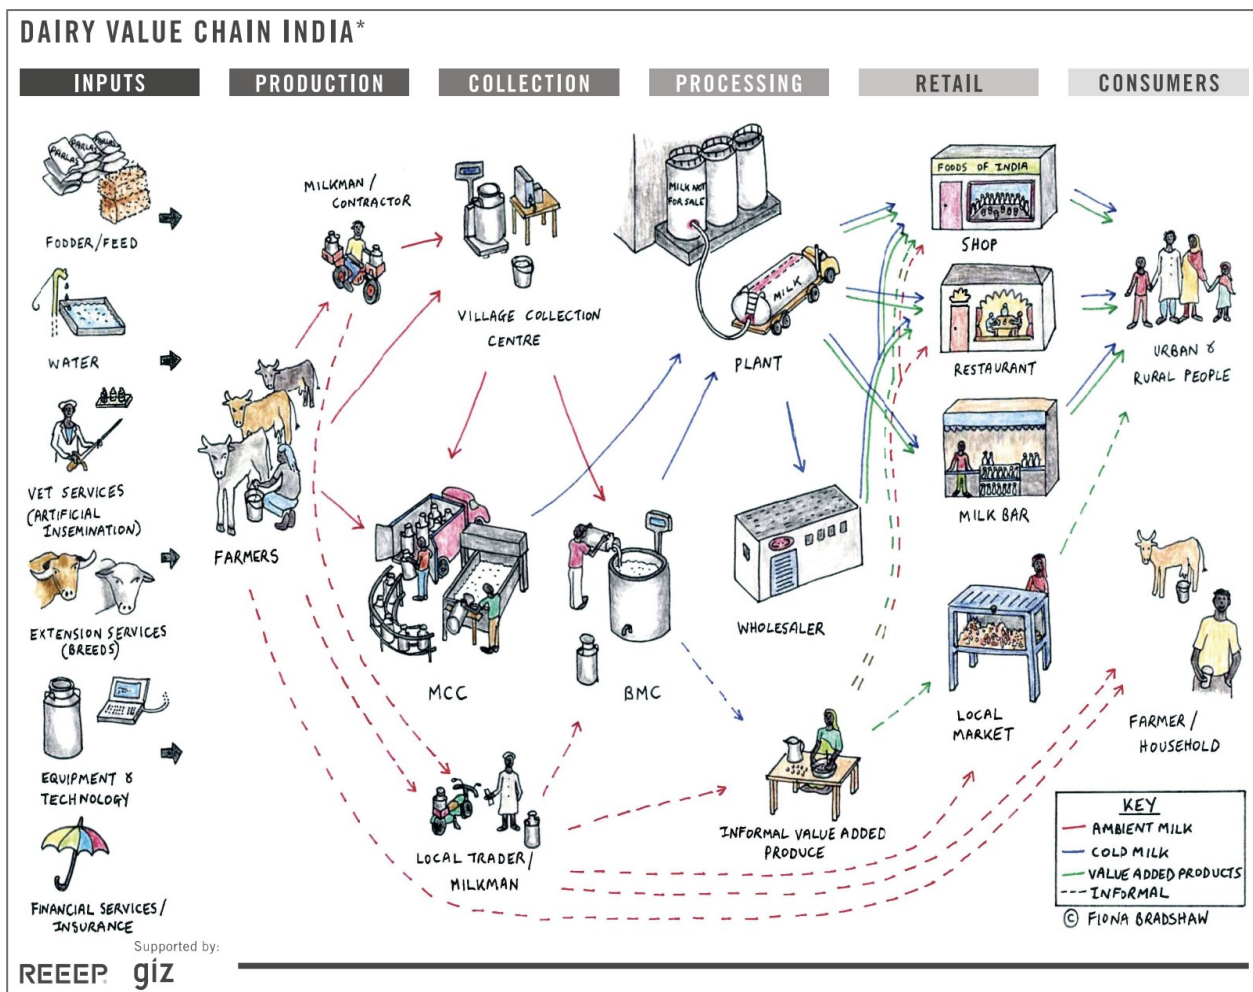 DAIRY VALUE CHAIN INDIA*
INPUTS
PRODUCTION
COLLECTION
PROCESSING
RETAIL
CONSUMERS
PARLAS
PARLAS
PARLAS
FODDER/FEED
WATER
VET SERVICES
(ARTIFICIAL
INSEMINATION)
EXTENSION SERVICES
(BREEDS)
EQUIPMENT &
TECHNOLOGY
FINANCIAL SERVICES/
INSURANCE
MILKMAN/
CONTRACTOR
FARMERS
VILLAGE COLLECTION
CENTRE
MCC
BMC
LOCAL TRADER/
MILKMAN
MILK NOT
FOR SALE
MILK
PLANT
WHOLESALER
INFORMAL VALUE ADDED
PRODUCE
FOODS OF INDIA
SHOP
RESTAURANT
MILK BAR
LOCAL
MARKET
URBAN &
RURAL PEOPLE
FARMER/
HOUSEHOLD
KEY
AMBIENT MILK
COLD MILK
VALUE ADDED PRODUCTS
INFORMAL
© FIONA BRADSHAW
Supported by:
REEEP
giz